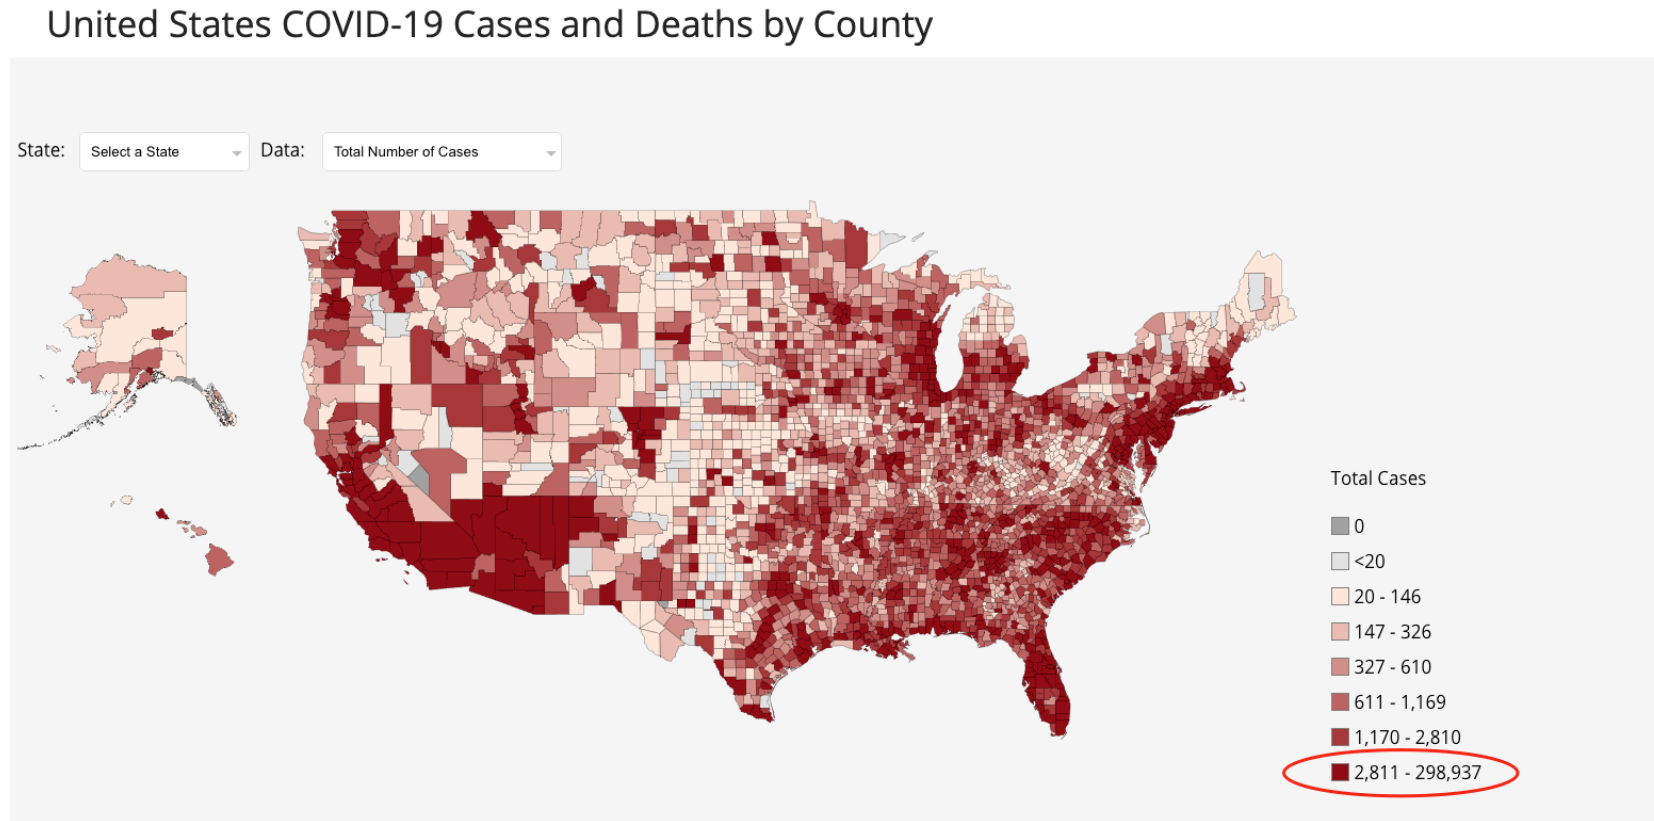 United States COVID-19 Cases and Deaths by County
State: Select a State Data: Total Number of Cases
Total Cases
0
<20
20 - 146
147 - 326
327 - 610
611 - 1,169
1,170 - 2,810
2,811 - 298,937